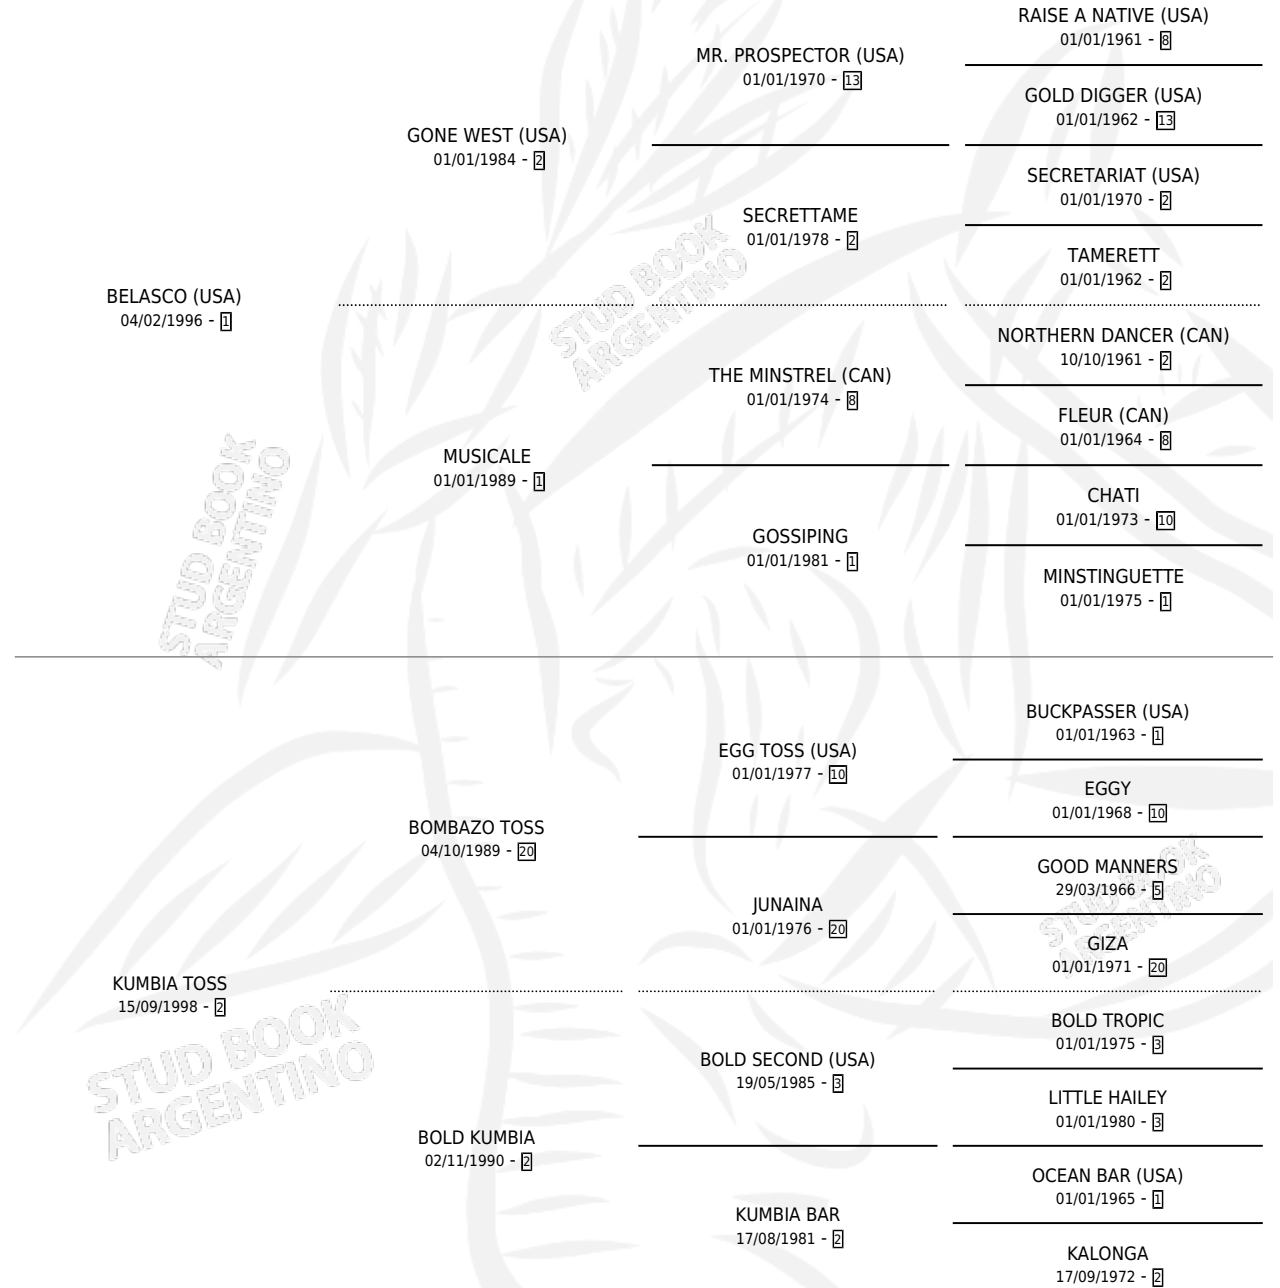 RAISE A NATIVE (USA)
01/01/1961 - 8
MR. PROSPECTOR (USA)
01/01/1970 - 13
GOLD DIGGER (USA)
01/01/1962 - 13
GONE WEST (USA)
01/01/1984 - 2
SECRETARIAT (USA)
01/01/1970 - 2
SECRETTAME
01/01/1978 - 2
TAMERETT
01/01/1962 - 2
BELASCO (USA)
04/02/1996 - 1
NORTHERN DANCER (CAN)
10/10/1961 - 2
THE MINSTREL (CAN)
01/01/1974 - 8
FLEUR (CAN)
01/01/1964 - 8
MUSICALE
01/01/1989 - 1
CHATI
01/01/1973 - 10
GOSSIPING
01/01/1981 - 1
MINSTINGUETTE
01/01/1975 - 1
BUCKPASSER (USA)
01/01/1963 - 1
EGG TOSS (USA)
01/01/1977 - 10
EGGY
01/01/1968 - 10
BOMBAZO TOSS
04/10/1989 - 20
GOOD MANNERS
29/03/1966 - 5
JUNAINA
01/01/1976 - 20
GIZA
01/01/1971 - 20
KUMBIA TOSS
15/09/1998 - 2
BOLD TROPIC
01/01/1975 - 3
BOLD SECOND (USA)
19/05/1985 - 3
LITTLE HAILEY
01/01/1980 - 3
BOLD KUMBIA
02/11/1990 - 2
OCEAN BAR (USA)
01/01/1965 - 1
KUMBIA BAR
17/08/1981 - 2
KALONGA
17/09/1972 - 2
STUD BOOK
ARGENTINO
STUD BOOK
ARGENTINO
STUD BOOK
ARGENTINO
STUD BOOK
ARGENTINO